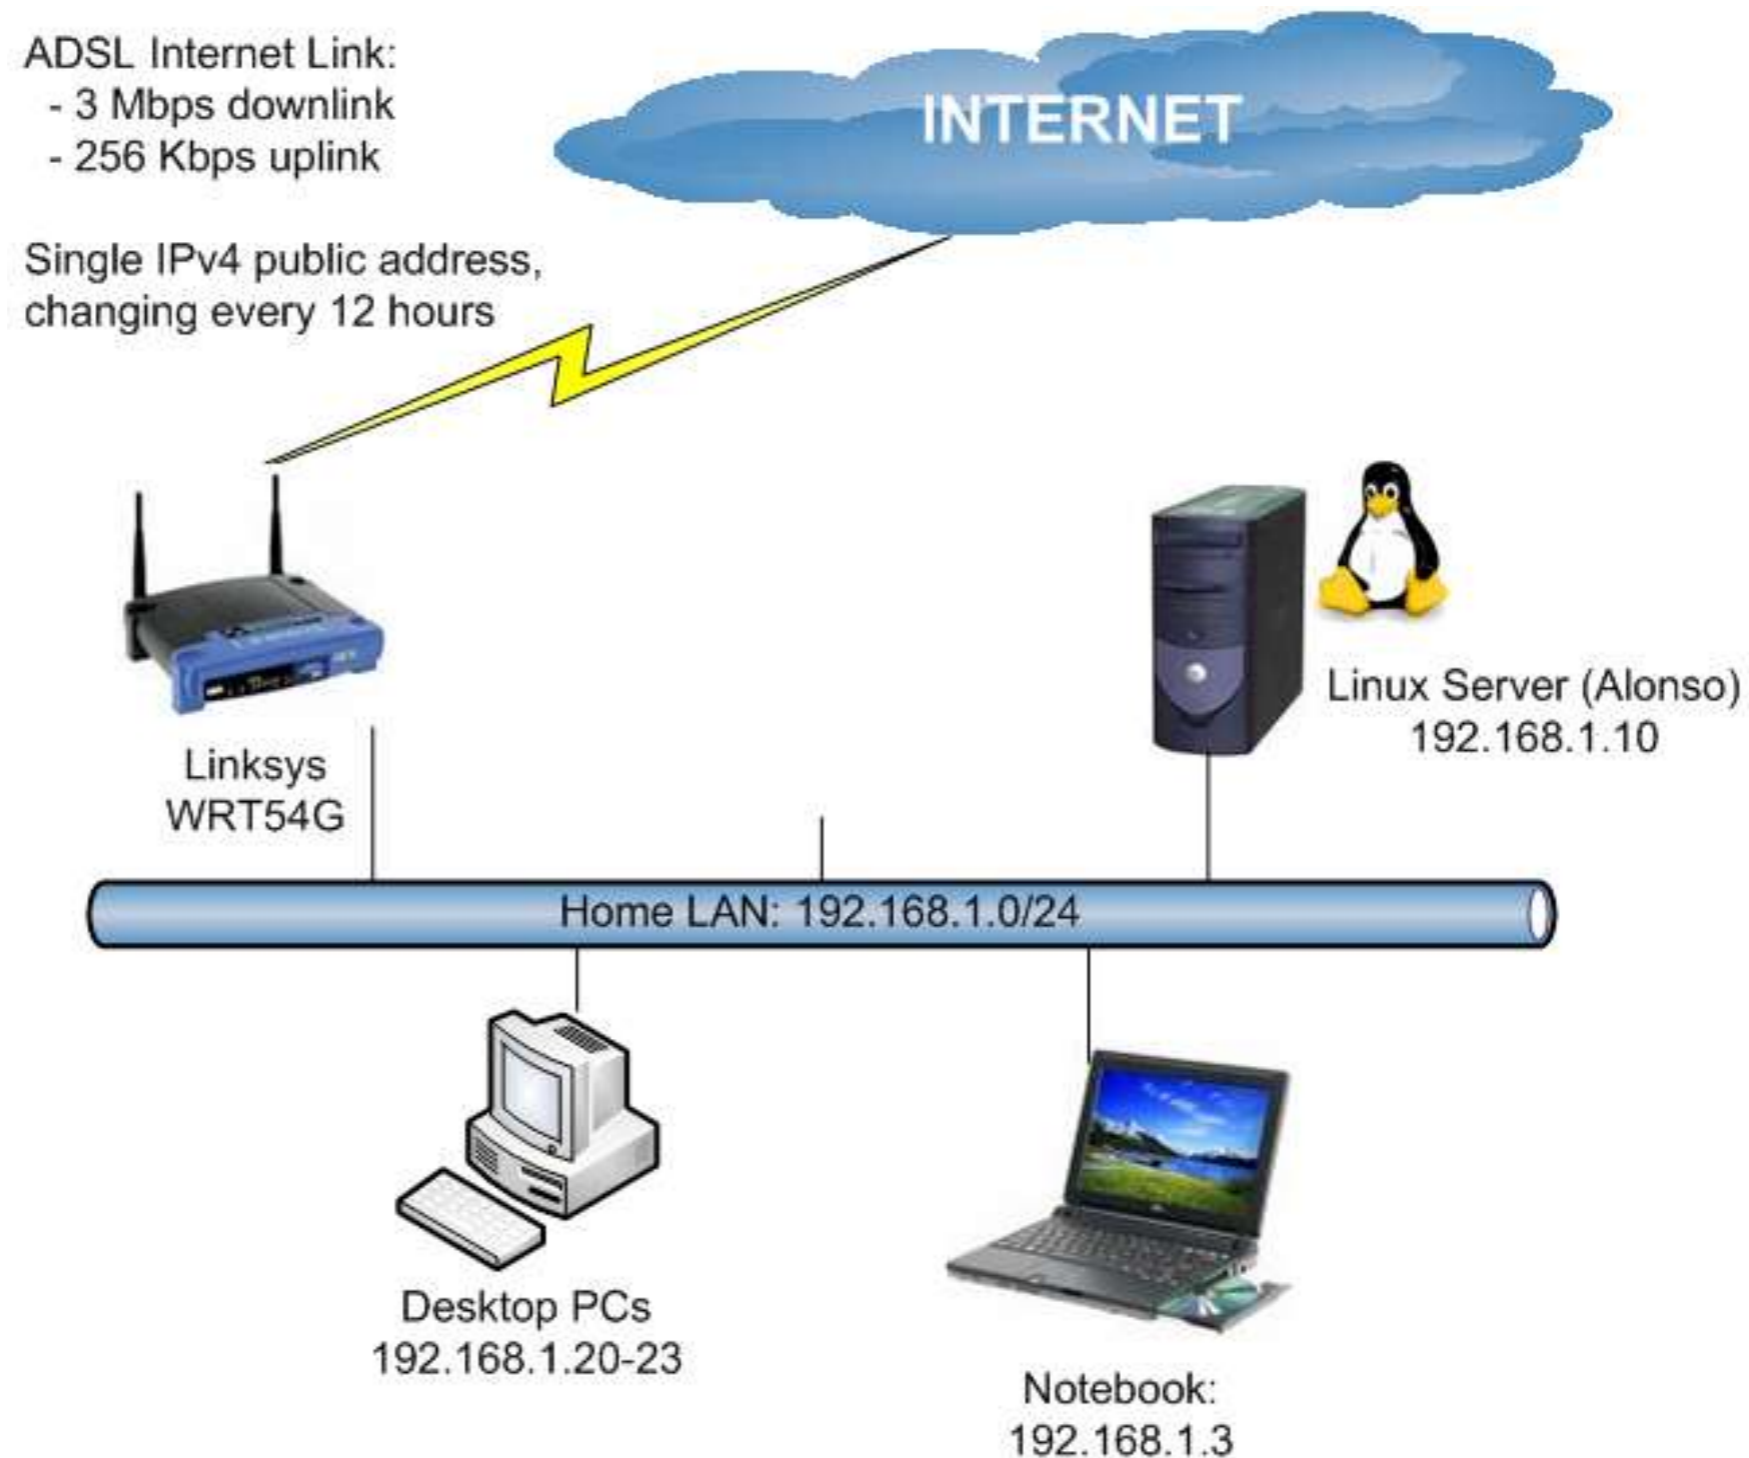 ADSL Internet Link:
- 3 Mbps downlink
- 256 Kbps uplink
INTERNET
Single IPv4 public address,
changing every 12 hours
Linksys
WRT54G
Linux Server (Alonso)
192.168.1.10
Home LAN: 192.168.1.0/24
Desktop PCs
192.168.1.20-23
Notebook:
192.168.1.3